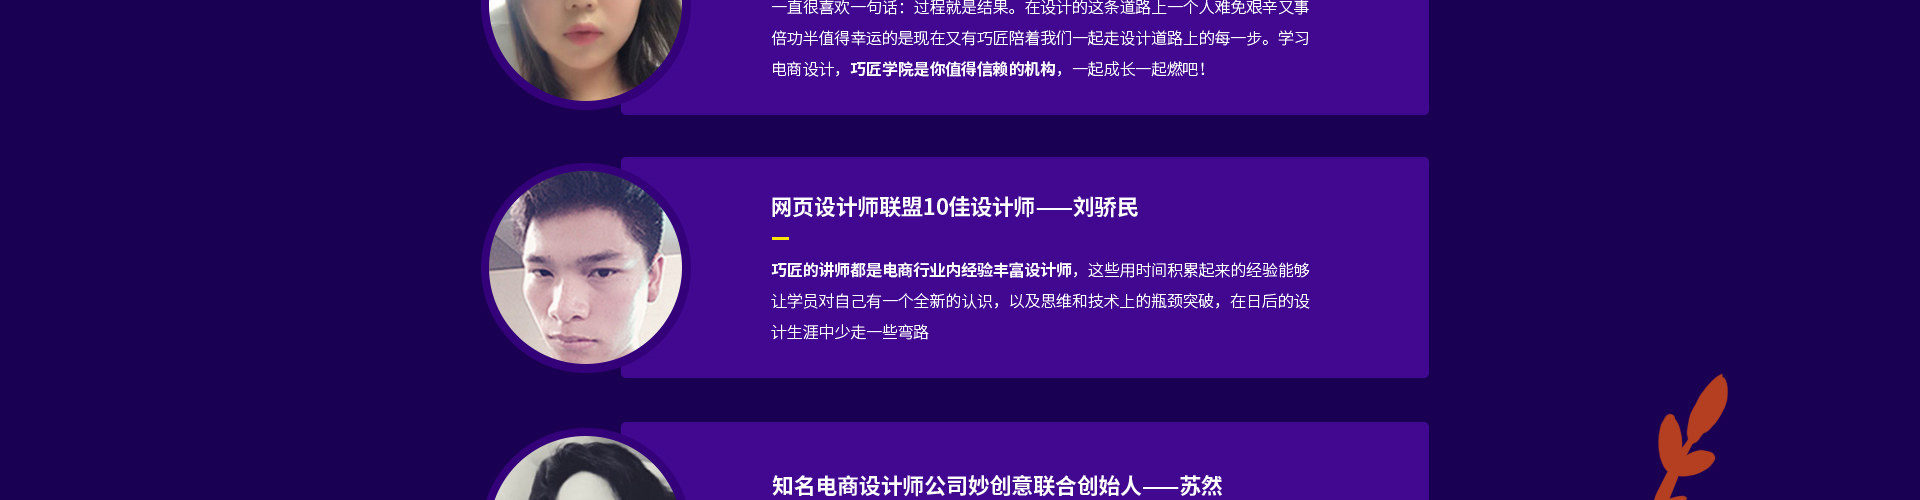 一直很喜欢一句话：过程就是结果。在设计的这条道路上一个人难免艰辛又事
倍功半值得幸运的是现在又有巧匠陪着我们一起走设计道路上的每一步。学习
电商设计，巧匠学院是你值得信赖的机构，一起成长一起燃吧！
网页设计师联盟10佳设计师——刘骄民
巧匠的讲师都是电商行业内经验丰富设计师，这些用时间积累起来的经验能够
让学员对自己有一个全新的认识，以及思维和技术上的瓶颈突破，在日后的设
计生涯中少走一些弯路
知名电商设计师公司妙创意联合创始人——苏然